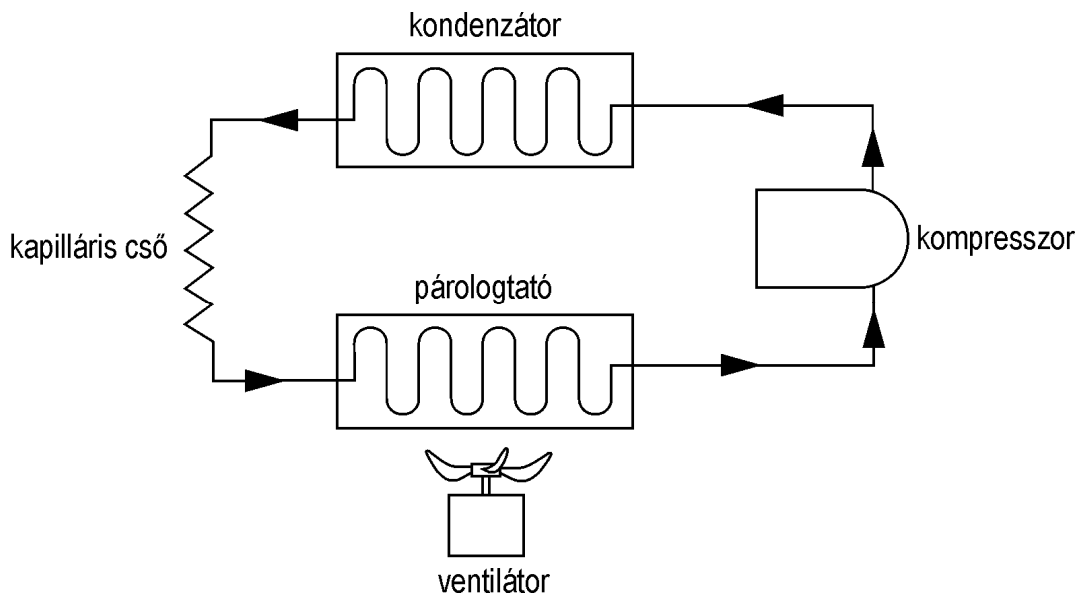 kondenzátor
kapilláris cső
kompresszor
párologtató
ventilátor